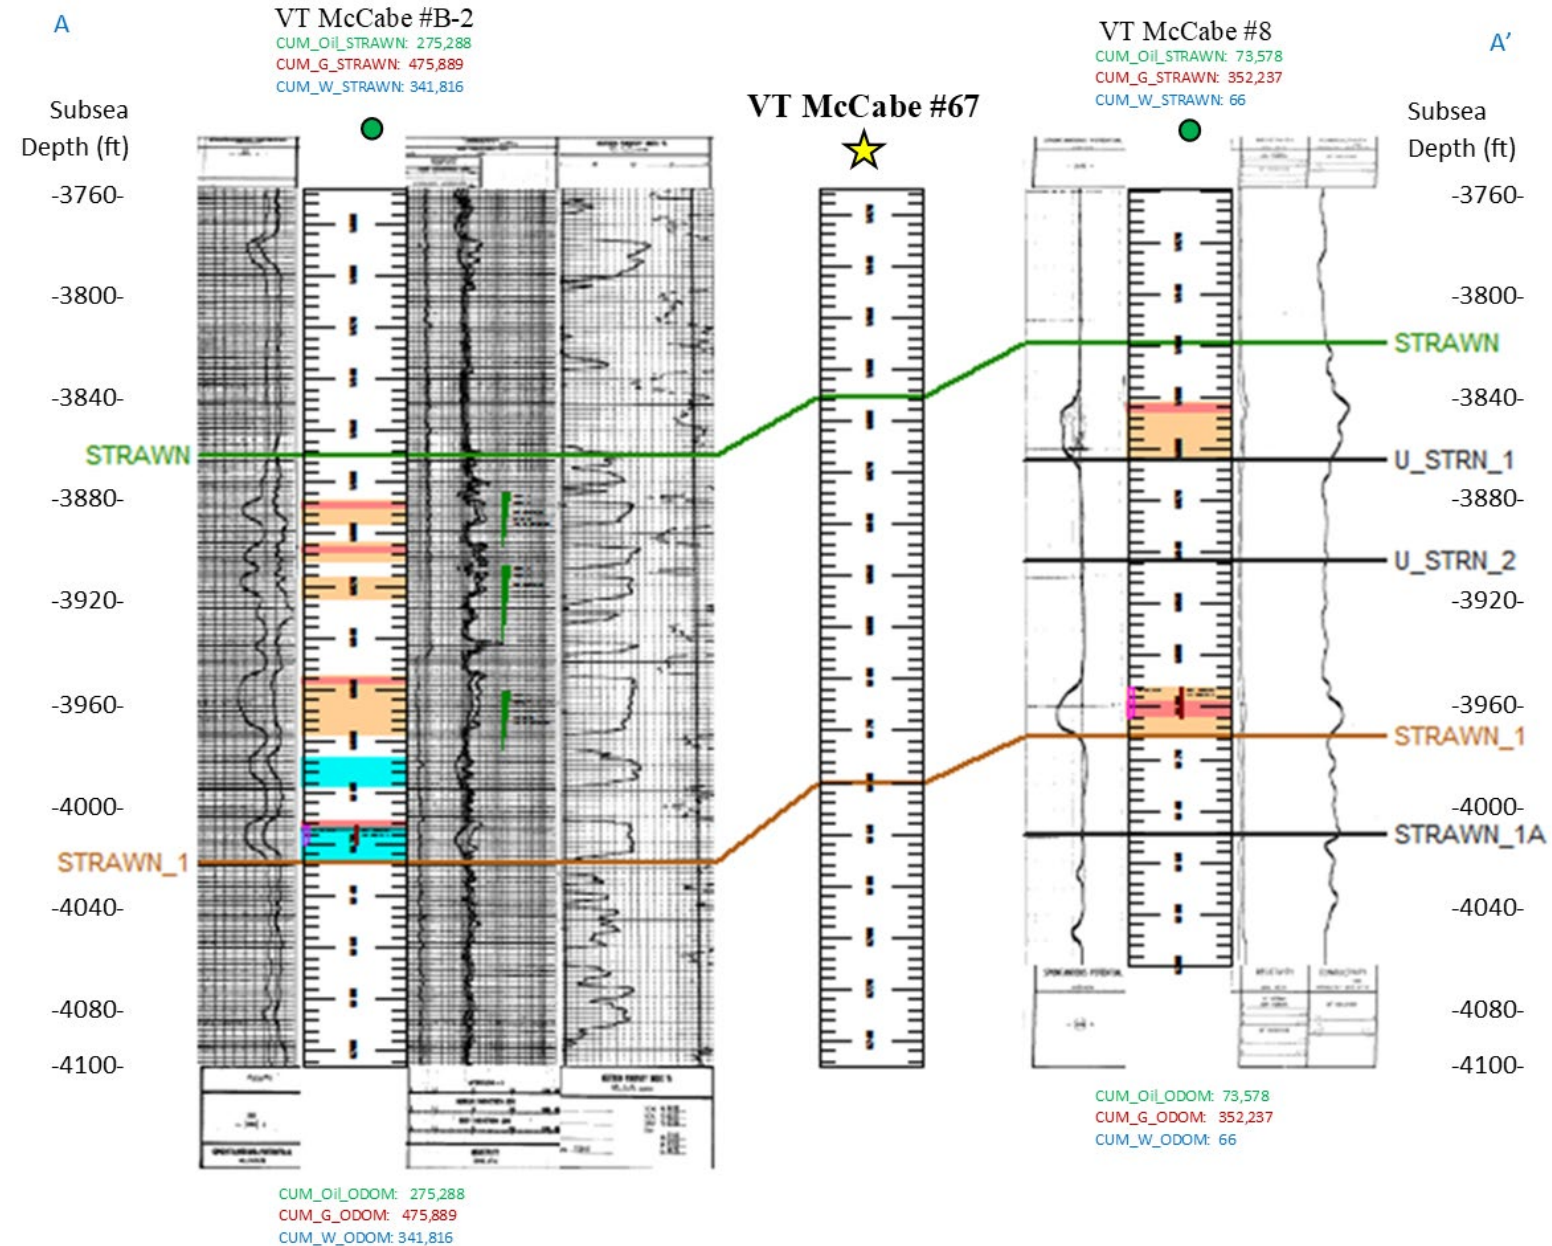 A
VT McCabe #B-2
CUM_Oil_STRAWN: 275,288
CUM_G_STRAWN: 475,889
CUM_W_STRAWN: 341,816
VT McCabe #67
VT McCabe #8
CUM_Oil_STRAWN: 73,578
CUM_G_STRAWN: 352,237
CUM_W_STRAWN: 66
A'
Subsea
Depth (ft)
-3760-
-3800-
-3840-
STRAWN
-3880-
-3920-
-3960-
-4000-
STRAWN_1
-4040-
-4080-
-4100-
Subsea
Depth (ft)
-3760-
-3800-
STRAWN
-3840-
U_STRN_1
-3880-
U_STRN_2
-3920-
-3960-
STRAWN_1
-4000-
STRAWN_1A
-4040-
-4080-
-4100-
CUM_Oil_ODOM: 73,578
CUM_G_ODOM: 352,237
CUM_W_ODOM: 66
CUM_Oil_ODOM: 275,288
CUM_G_ODOM: 475,889
CUM_W_ODOM: 341,816